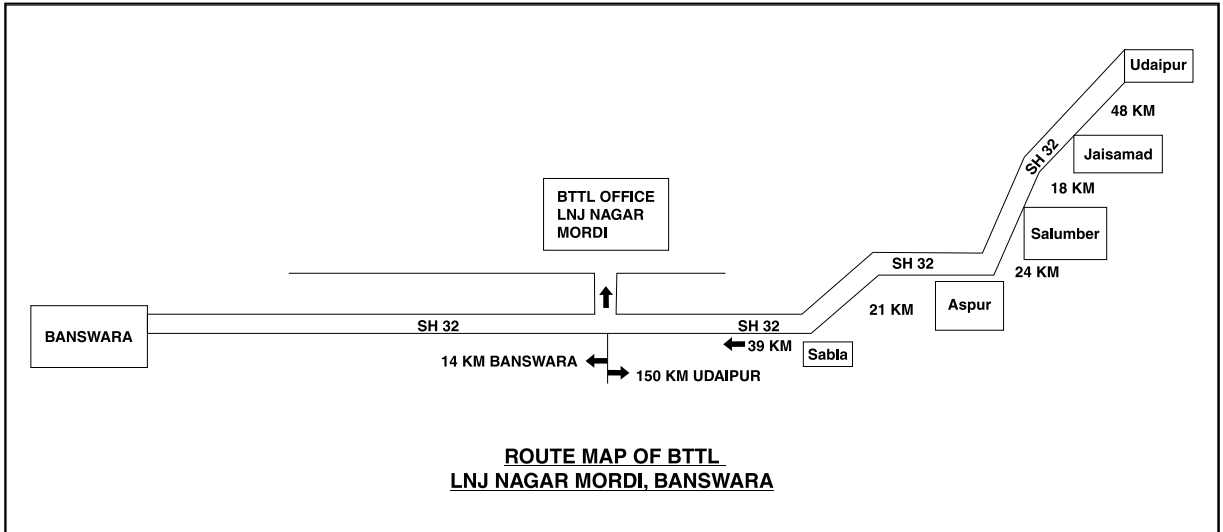 Udaipur
48 KM
SH 32
Jaisamad
18 KM
BTTL OFFICE
LNJ NAGAR
MORDI
Salumber
SH 32
24 KM
21 KM
Aspur
BANSWARA
SH 32
SH 32
39 KM
Sabla
14 KM BANSWARA
150 KM UDAIPUR
ROUTE MAP OF BTTL
LNJ NAGAR MORDI, BANSWARA